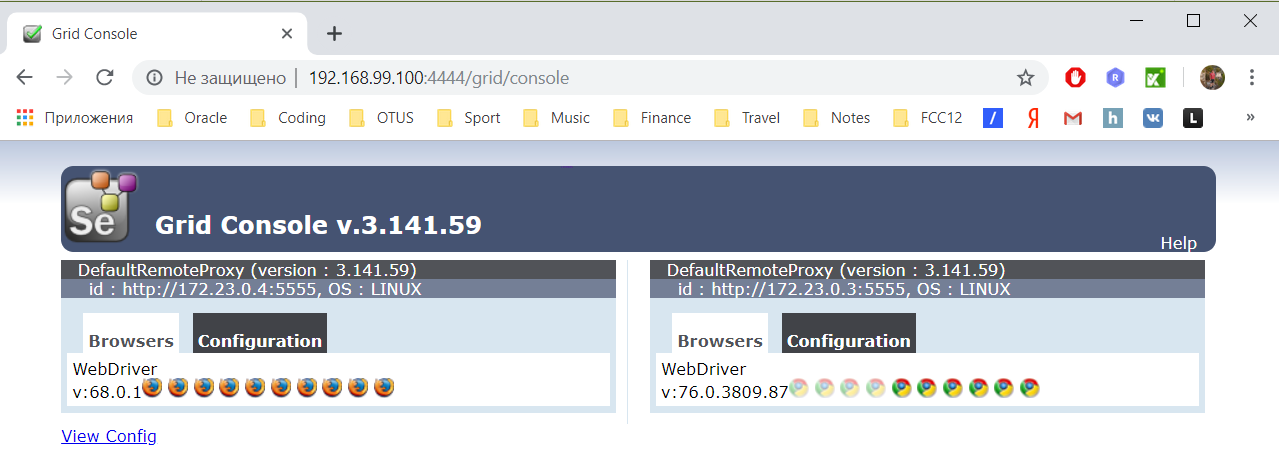 Grid Console
Не защищено | 192.168.99.100:4444/grid/console
Приложения Oracle Coding OTUS Sport Music Finance Travel Notes FCC12 / Я M h L »
Se Grid Console v.3.141.59
Help
DefaultRemoteProxy (version : 3.141.59)
id : http://172.23.0.4:5555, OS : LINUX
Browsers Configuration
WebDriver
v:68.0.1
DefaultRemoteProxy (version : 3.141.59)
id : http://172.23.0.3:5555, OS : LINUX
Browsers Configuration
WebDriver
v:76.0.3809.87
View Config